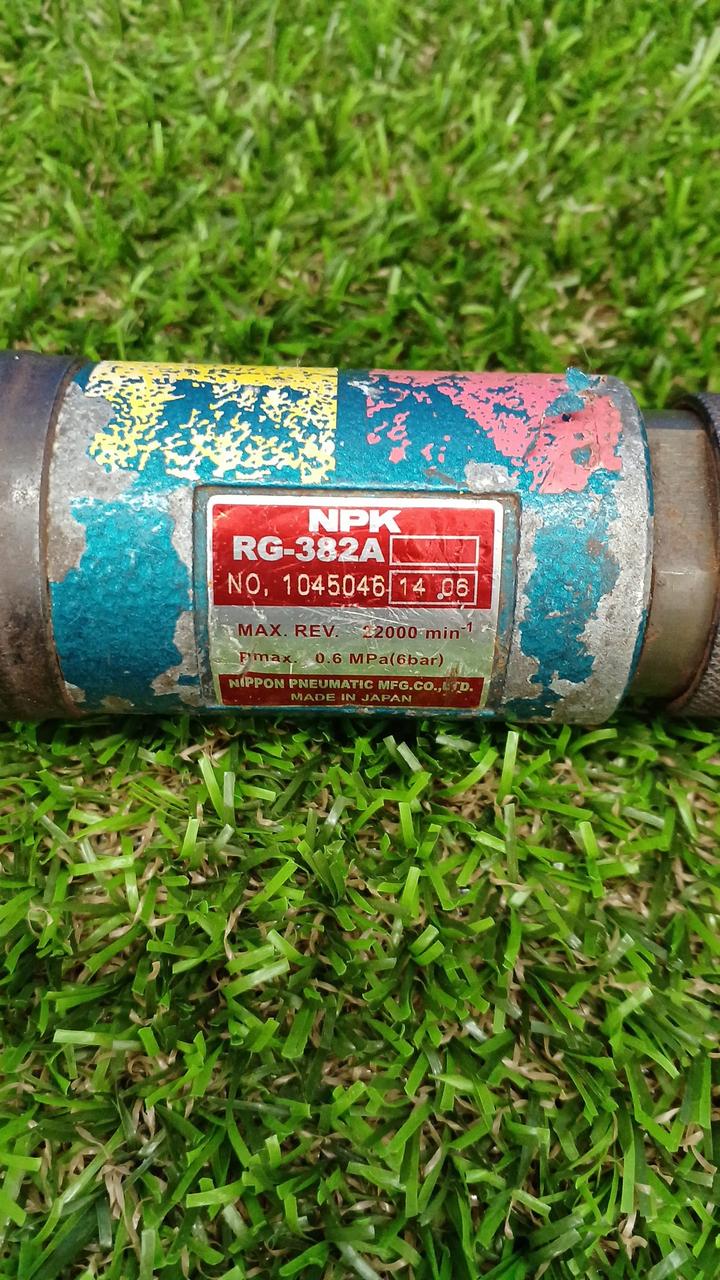 NPK
RG-382A
NO. 1045046 14.06
MAX. REV. 22000 min-1
Pmax. 0.6 MPa(6bar)
NIPPON PNEUMATIC MFG.CO.,LTD.
MADE IN JAPAN